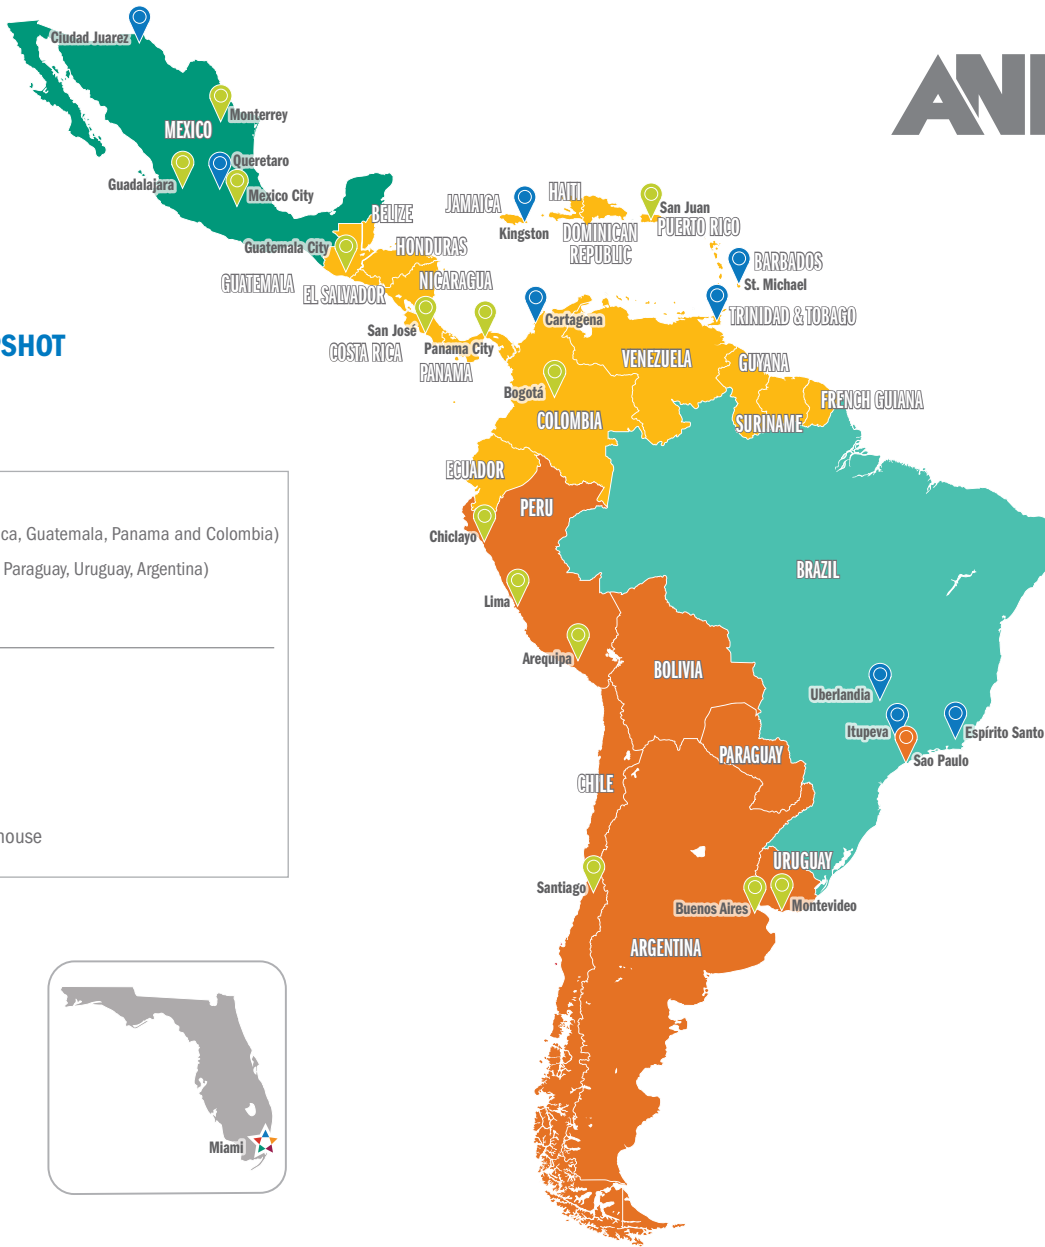 Ciudad Juarez
Monterrey
MEXICO
Queretaro
Guadalajara
Mexico City
ANI
BELIZE
JAMAICA
HAITI
San Juan
Kingston
DOMINICAN
REPUBLIC
PUERTO RICO
Guatemala City
HONDURAS
GUATEMALA
EL SALVADOR
NICARAGUA
BARBADOS
St. Michael
San José
COSTA RICA
Panama City
PANAMA
Cartagena
TRINIDAD & TOBAGO
SHOT
VENEZUELA
GUYANA
Bogotá
COLOMBIA
SURINAME
FRENCH GUIANA
ECUADOR
PERU
Chiclayo
ca, Guatemala, Panama and Colombia)
Paraguay, Uruguay, Argentina)
BRAZIL
Lima
Arequipa
BOLIVIA
Uberlandia
Itupeva
Espírito Santo
Sao Paulo
PARAGUAY
CHILE
house
URUGUAY
Santiago
Buenos Aires
Montevideo
ARGENTINA
Miami